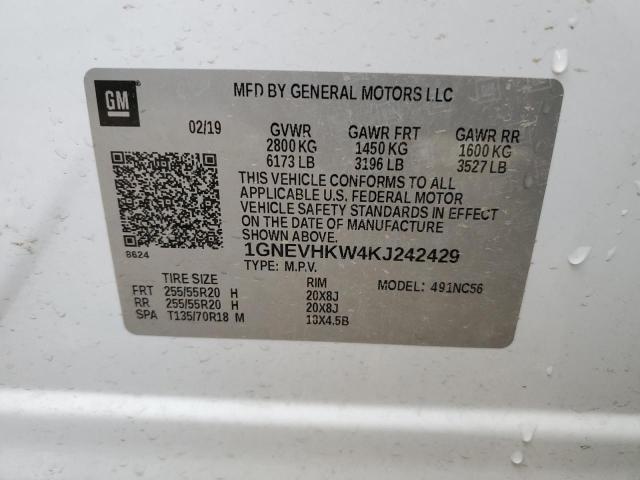 GM
MFD BY GENERAL MOTORS LLC
02/19 GVWR GAWR FRT GAWR RR
2800 KG 1450 KG 1600 KG
6173 LB 3196 LB 3527 LB
THIS VEHICLE CONFORMS TO ALL
APPLICABLE U.S. FEDERAL MOTOR
VEHICLE SAFETY STANDARDS IN EFFECT
ON THE DATE OF MANUFACTURE
SHOWN ABOVE.
8624 1GNEVHKW4KJ242429
TYPE: M.P.V.
TIRE SIZE RIM MODEL: 491NC56
FRT 255/55R20 H 20X8J
RR 255/55R20 H 20X8J
SPA T135/70R18 M 18X4.5B